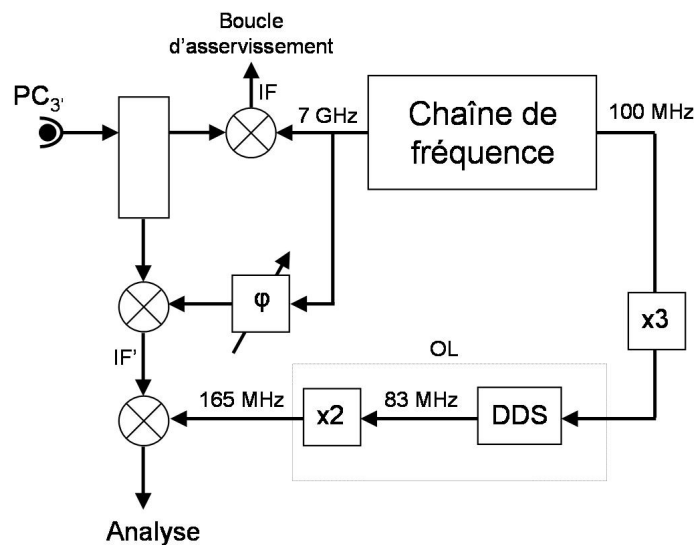 Boucle
d'asservissement
IF
PC3'
7 GHz
Chaîne de
fréquence
100 MHz
φ
x3
IF'
OL
165 MHz
x2
83 MHz
DDS
Analyse